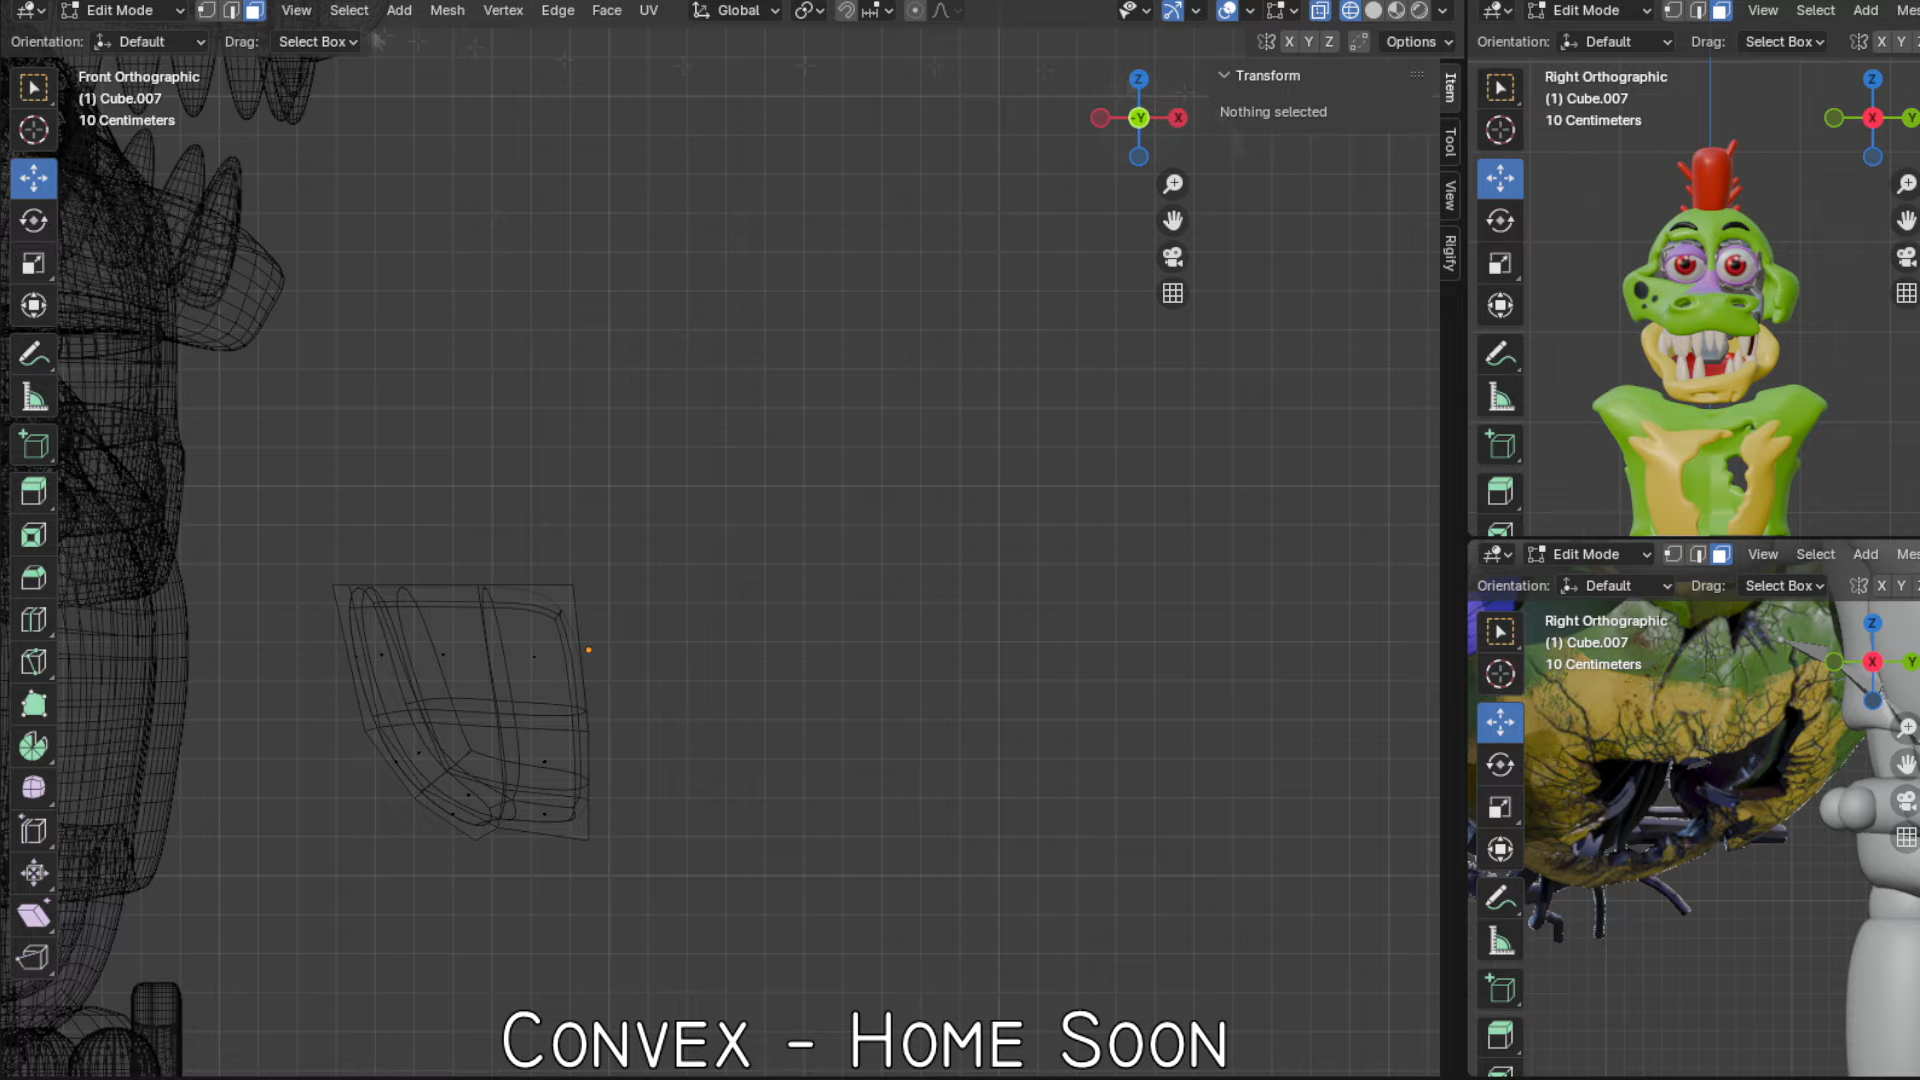 Edit Mode View Select Add Mesh Vertex Edge Face UV Global
Orientation: Default Drag: Select Box X Y Z Options
Front Orthographic
(1) Cube.007
10 Centimeters
Z
-Y X
Transform
Nothing selected
Item
Tool
View
Rigify
Edit Mode View Select Add Mes
Orientation: Default Drag: Select Box X Y Z
Right Orthographic
(1) Cube.007
10 Centimeters
Z
X Y
Edit Mode View Select Add Mes
Orientation: Default Drag: Select Box X Y Z
Right Orthographic
(1) Cube.007
10 Centimeters
Z
X Y
CONVEX - HOME SOON